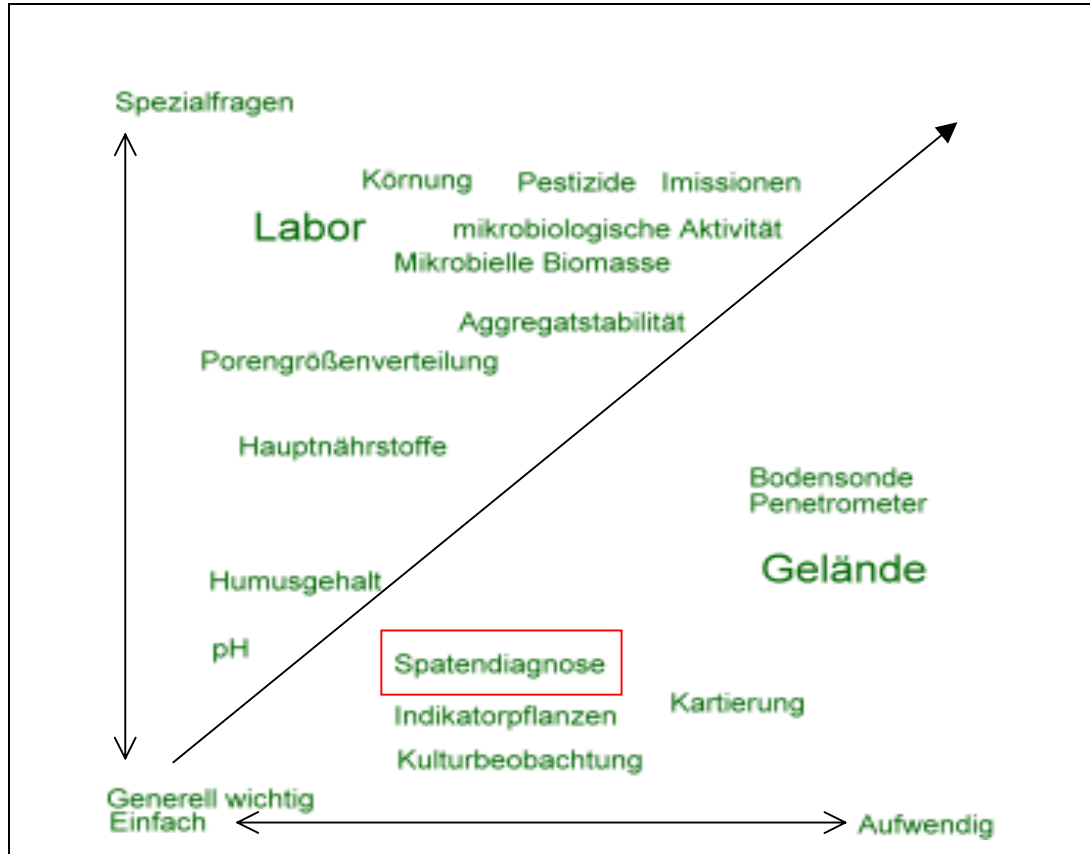 Spezialfragen
Körnung Pestizide Imissionen
Labor mikrobiologische Aktivität
Mikrobielle Biomasse
Aggregatstabilität
Porengrößenverteilung
Hauptnährstoffe
Bodensonde
Penetrometer
Gelände
Humusgehalt
pH
Spatendiagnose
Kartierung
Indikatorpflanzen
Kulturbeobachtung
Generell wichtig
Einfach Aufwendig